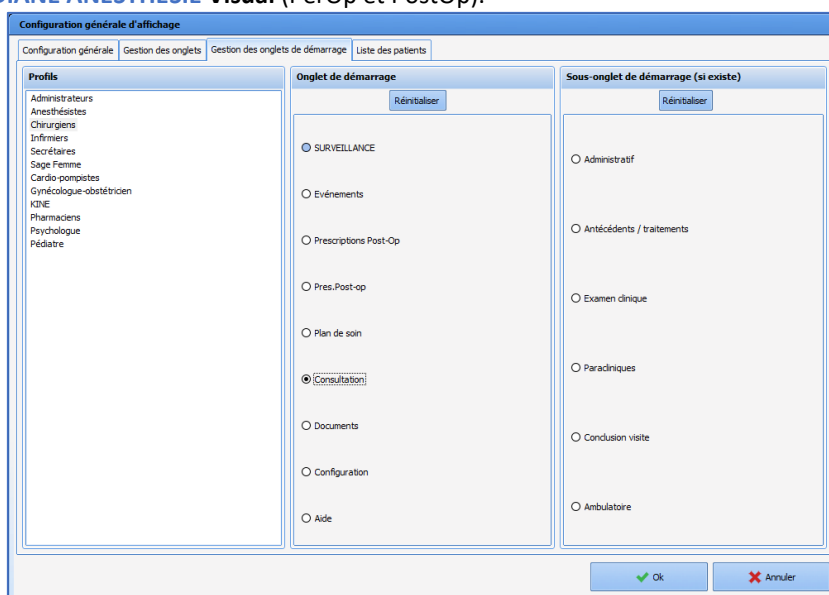 DIANE ANESTHESIE Visual (PerOp et PostOp).
Configuration générale d'affichage
Configuration générale Gestion des onglets Gestion des onglets de démarrage Liste des patients
Profils
Administrateurs
Anesthésistes
Chirurgiens
Infirmiers
Secrétaires
Sage Femme
Cardio-pompistes
Gynécologue-obstétricien
KINE
Pharmaciens
Psychologue
Pédiatre
Onglet de démarrage
Réinitialiser
SURVEILLANCE
Evénements
Prescriptions Post-Op
Pres.Post-op
Plan de soin
Consultation
Documents
Configuration
Aide
Sous-onglet de démarrage (si existe)
Réinitialiser
Administratif
Antécédents / traitements
Examen clinique
Paracliniques
Conclusion visite
Ambulatoire
Ok Annuler